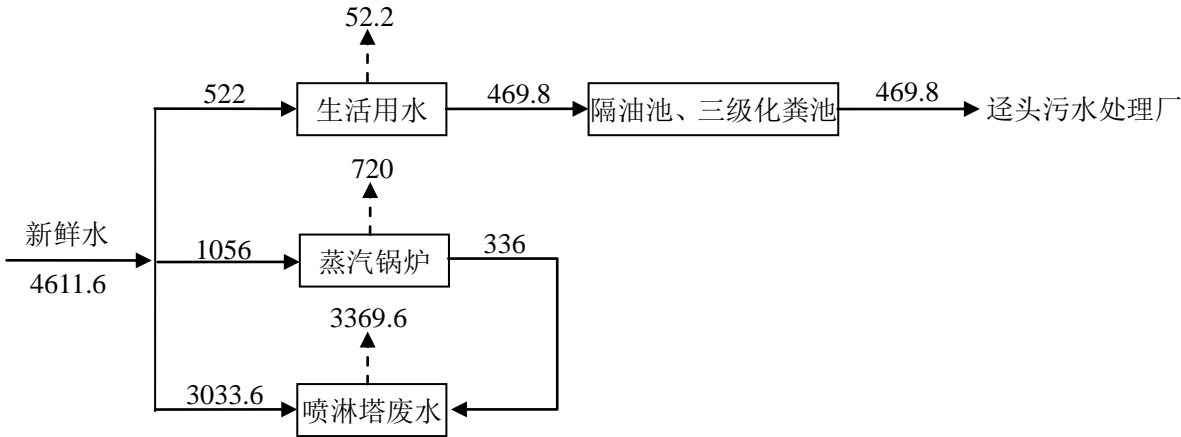 52.2
522
生活用水
469.8
隔油池、三级化粪池
469.8
迳头污水处理厂
720
新鲜水
4611.6
1056
蒸汽锅炉
336
3369.6
3033.6
喷淋塔废水